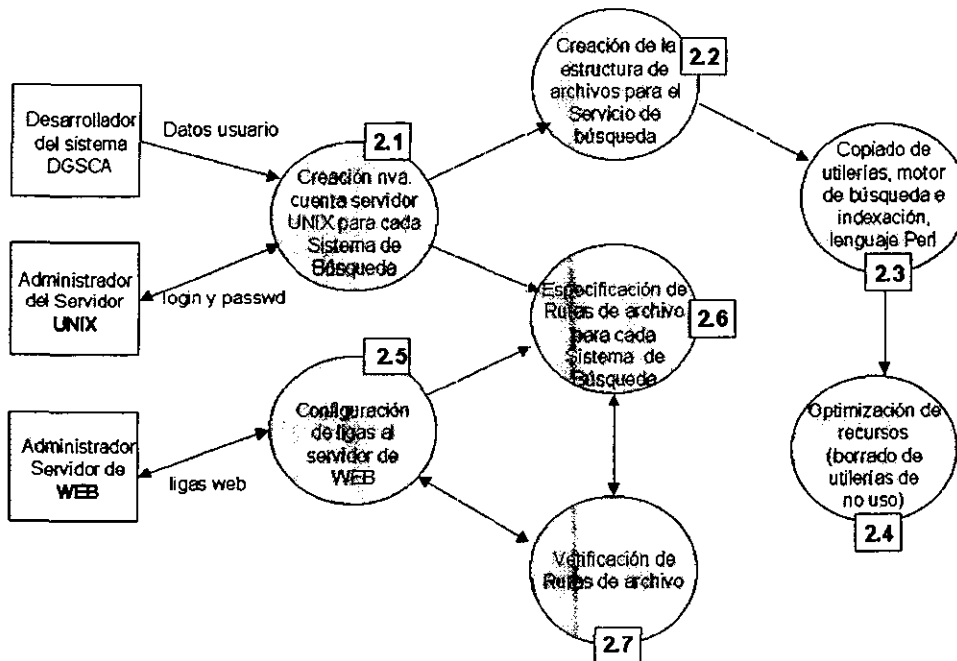 Desarrollador
del sistema
DGSCA
Datos usuario
2.1
Creación nva.
cuenta servidor
UNIX para cada
Sistema de
Búsqueda
Creación de la
estructura de
archivos para el
Servicio de
búsqueda
2.2
Copiado de
utilerías, motor
de búsqueda e
indexación,
lenguaje Perl
2.3
Administrador
del Servidor
UNIX
login y passwd
Especificación de
Rutas de archivo
para cada
Sistema de
Búsqueda
2.6
2.5
Configuración
de ligas al
servidor de
WEB
Administrador
Servidor de
WEB
ligas web
Optimización de
recursos
(borrado de
utilerías de
no uso)
2.4
Verificación de
Rutas de archivo
2.7